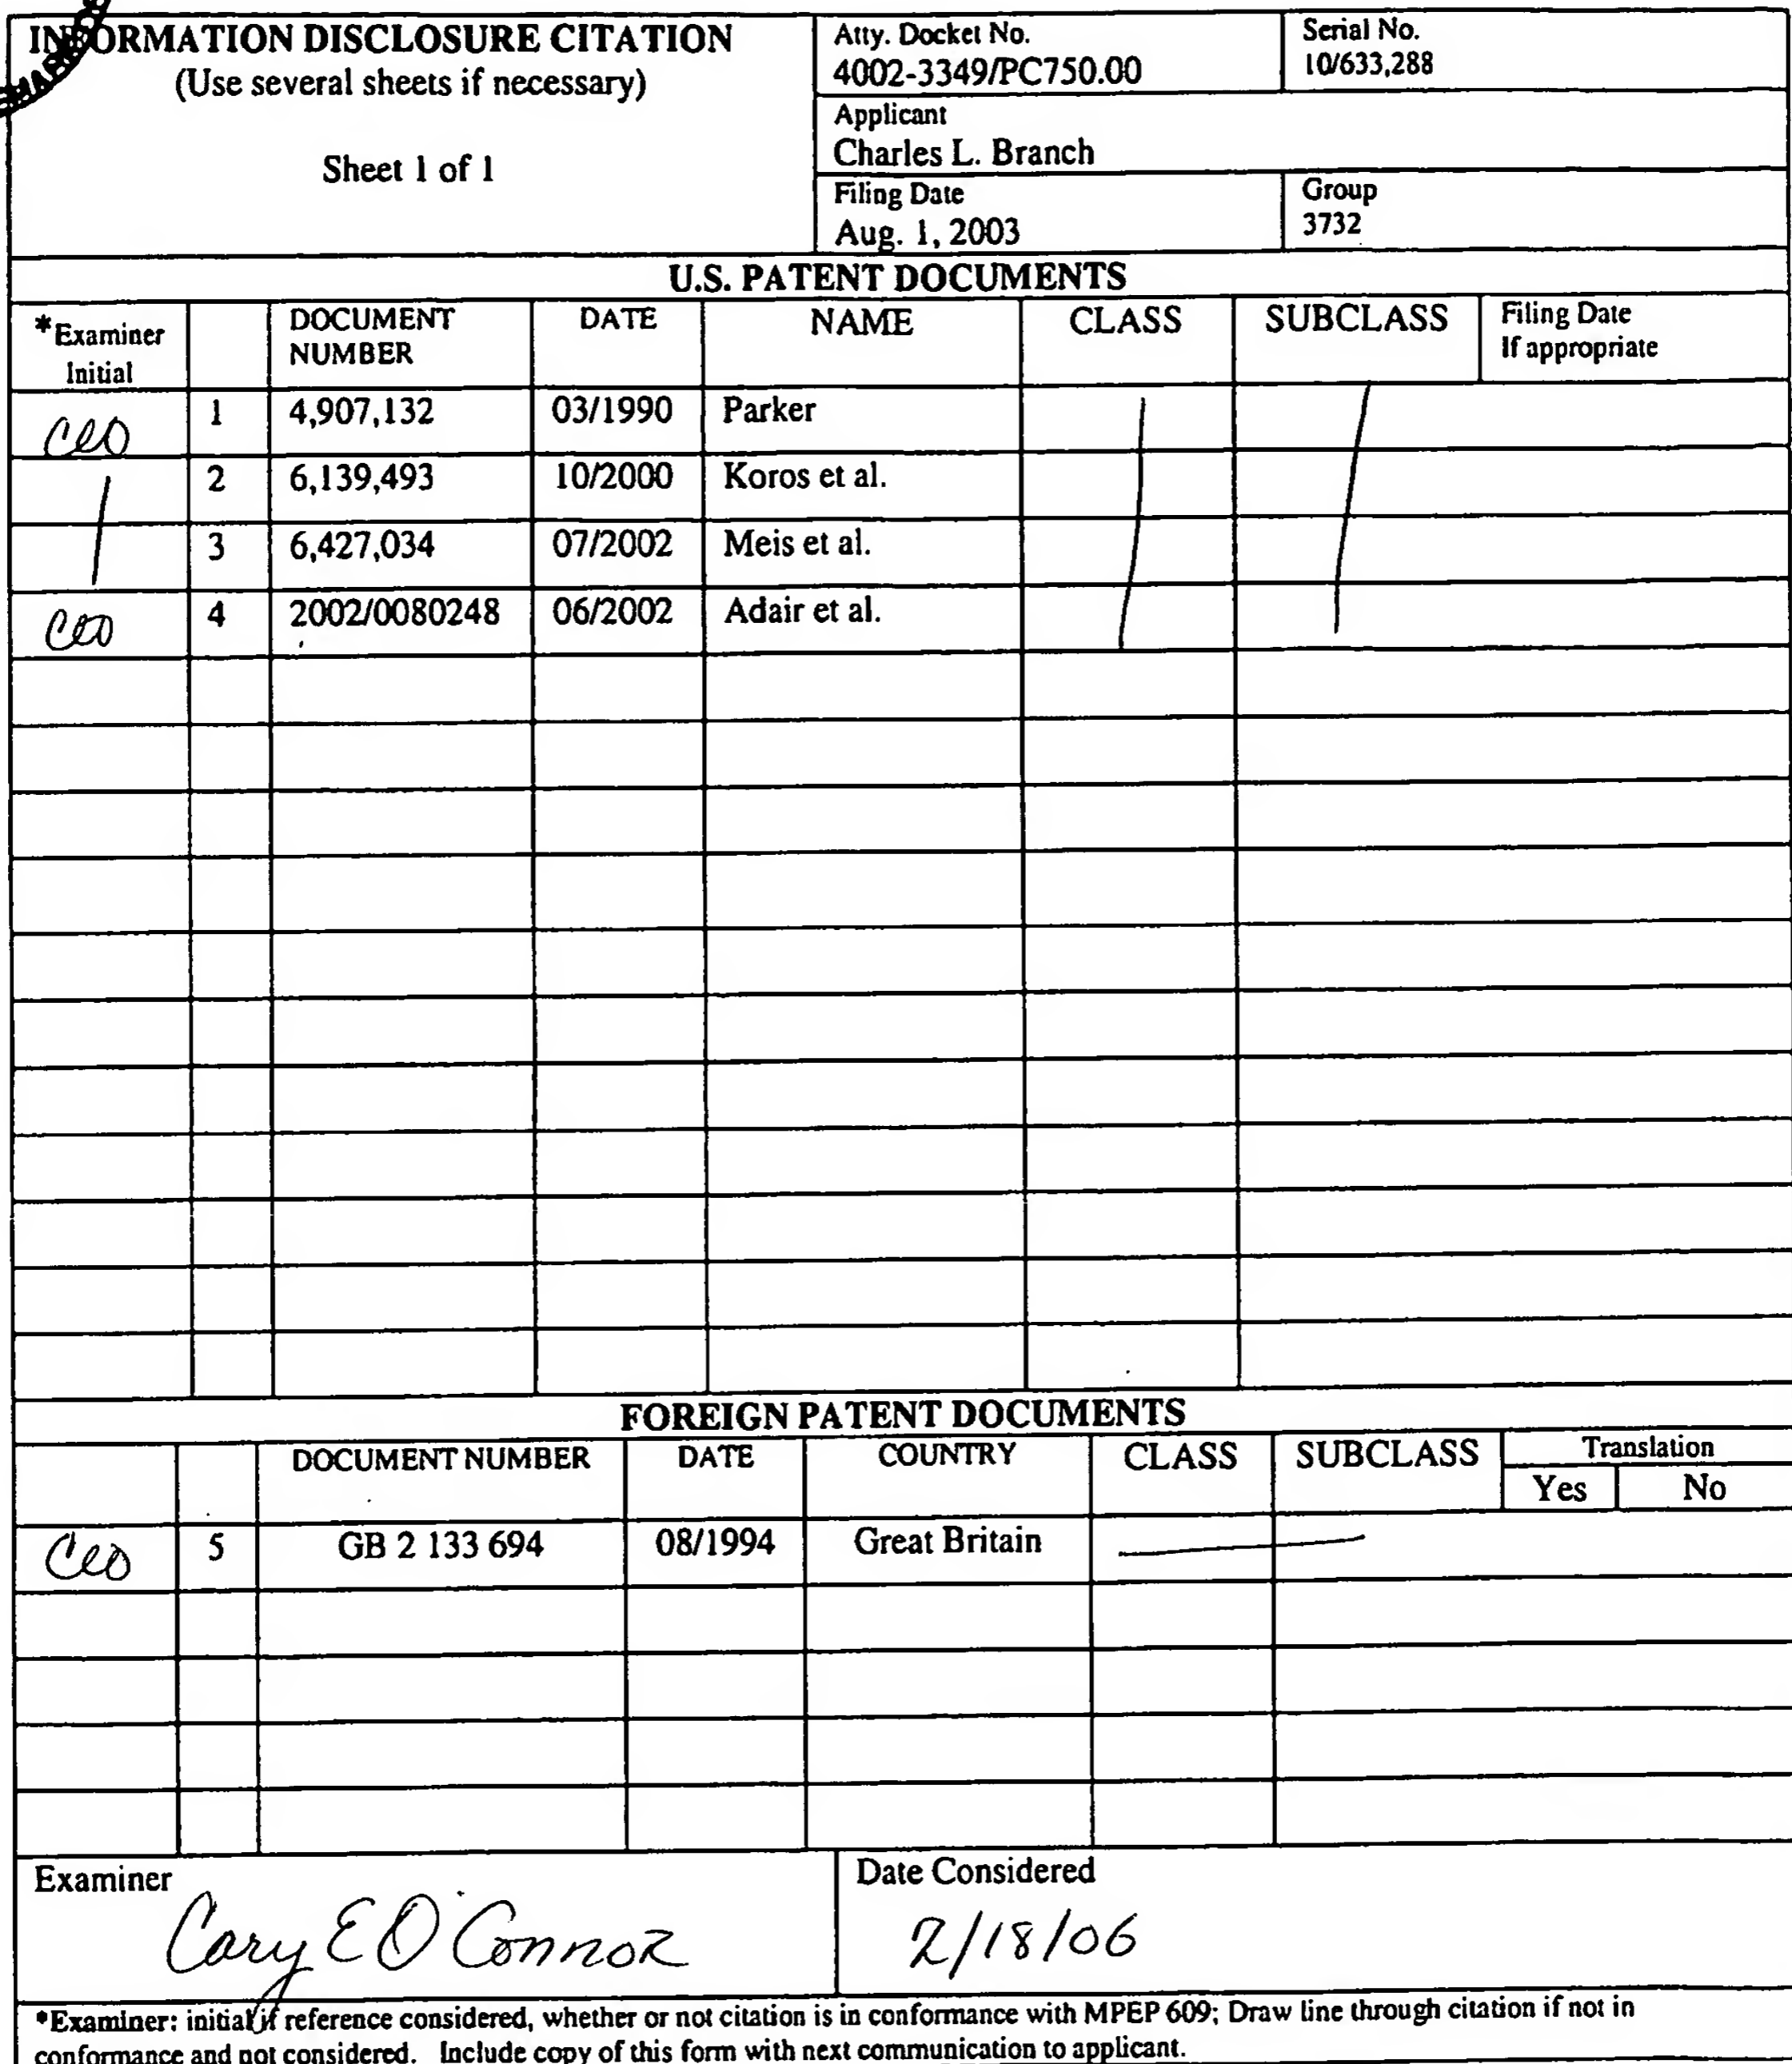 INFORMATION DISCLOSURE CITATION
(Use several sheets if necessary)
Sheet 1 of 1
Atty. Docket No.
4002-3349/PC750.00
Serial No.
10/633,288
Applicant
Charles L. Branch
Filing Date
Aug. 1, 2003
Group
3732
U.S. PATENT DOCUMENTS
*Examiner Initial DOCUMENT NUMBER DATE NAME CLASS SUBCLASS Filing Date If appropriate
CEO 1 4,907,132 03/1990 Parker
2 6,139,493 10/2000 Koros et al.
3 6,427,034 07/2002 Meis et al.
CEO 4 2002/0080248 06/2002 Adair et al.
FOREIGN PATENT DOCUMENTS
DOCUMENT NUMBER DATE COUNTRY CLASS SUBCLASS Translation
Yes No
CEO 5 GB 2 133 694 08/1994 Great Britain
Examiner
Cary E O'Connor
Date Considered
2/18/06
*Examiner: initial if reference considered, whether or not citation is in conformance with MPEP 609; Draw line through citation if not in
conformance and not considered. Include copy of this form with next communication to applicant.